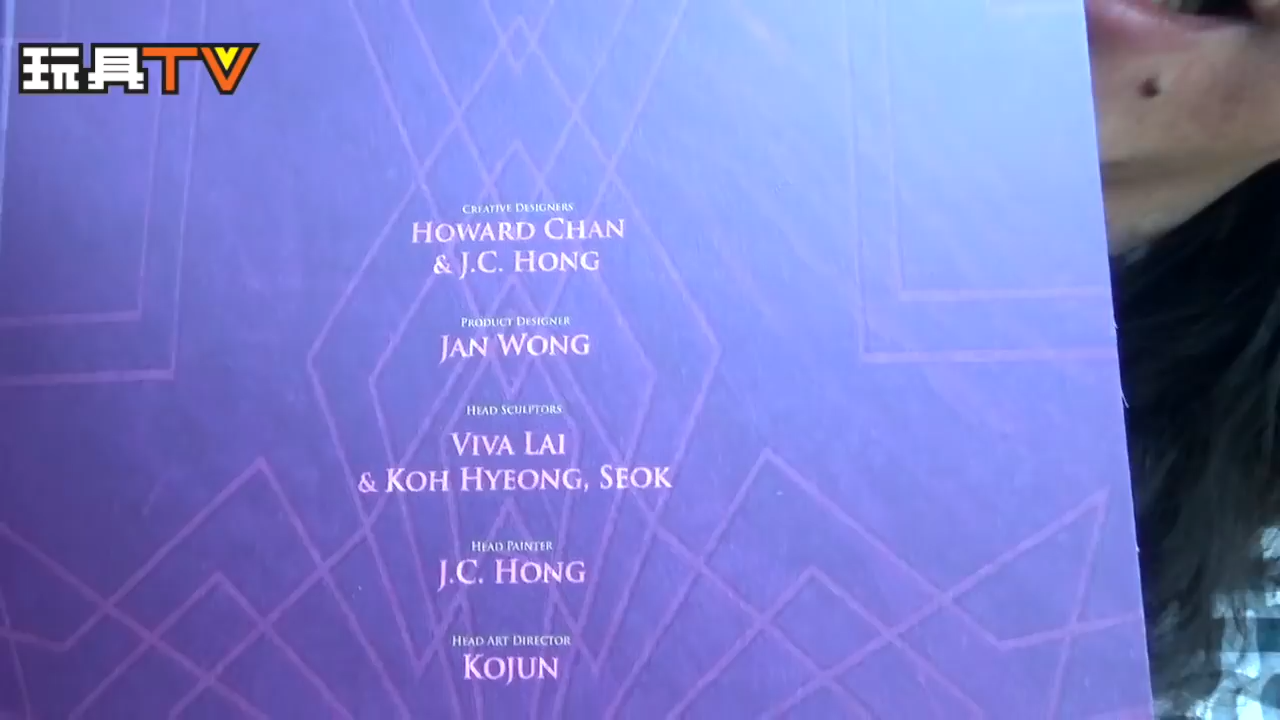 玩具TV
CREATIVE DESIGNERS
HOWARD CHAN
& J.C. HONG
PRODUCT DESIGNER
JAN WONG
HEAD SCULPTORS
VIVA LAI
& KOH HYEONG, SEOK
HEAD PAINTER
J.C. HONG
HEAD ART DIRECTOR
KOJUN